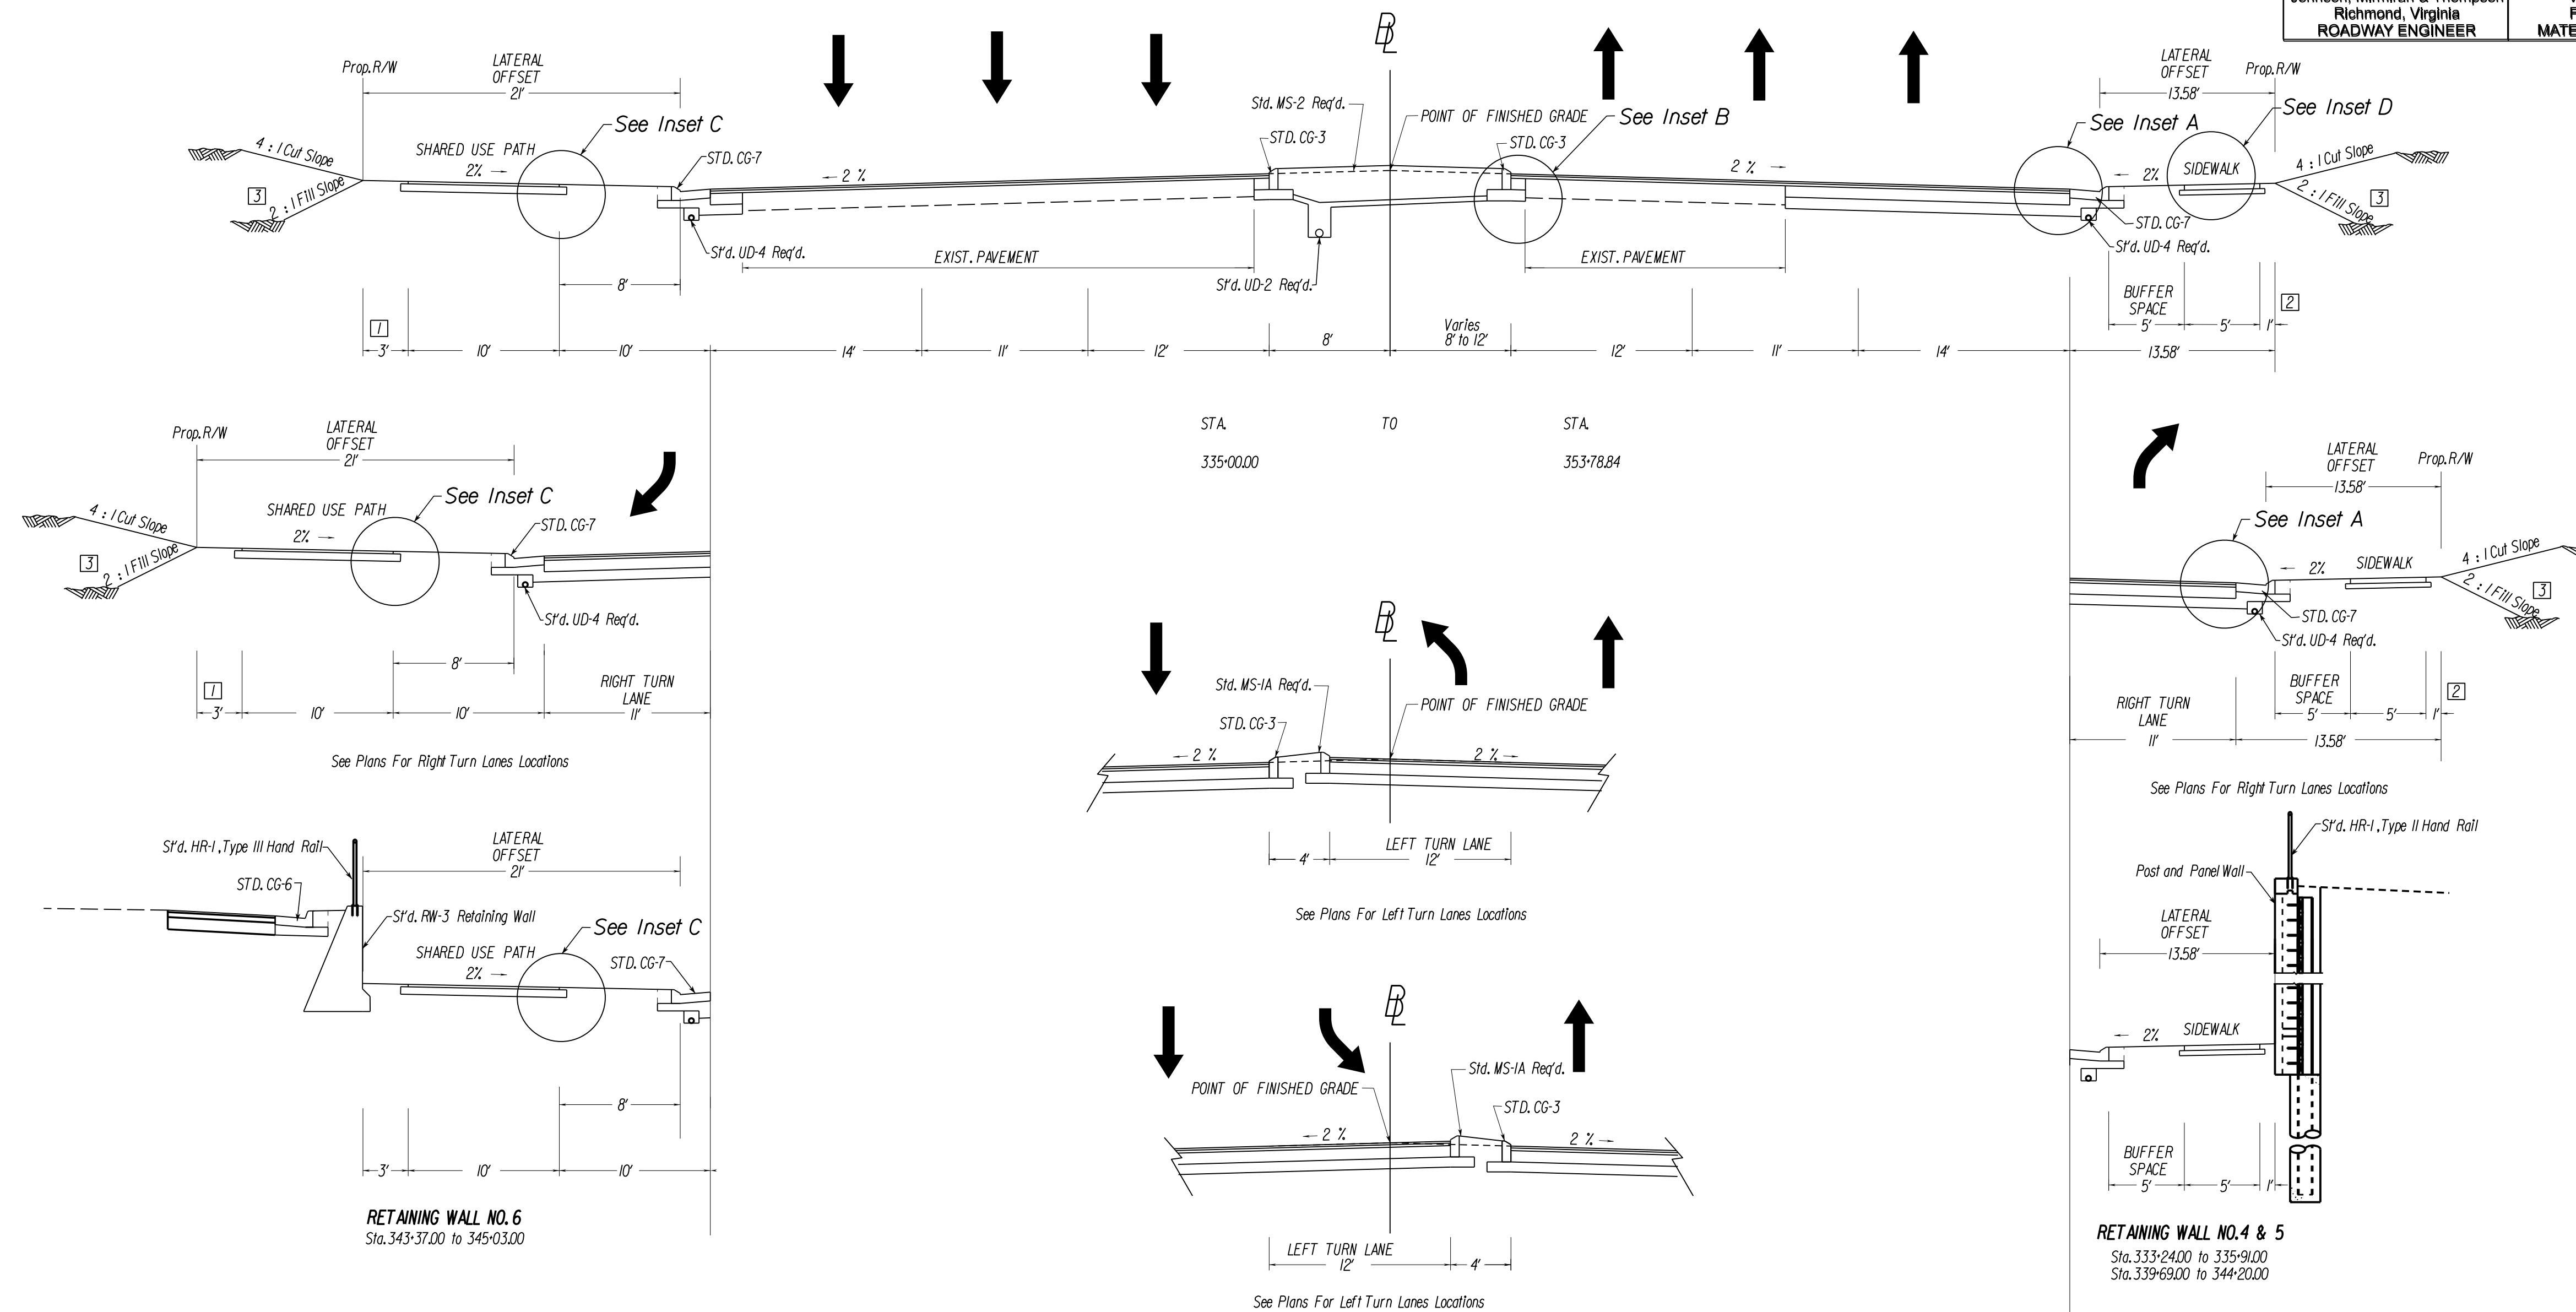 Johnson, Mirmiran & Thompson
Richmond, Virginia
ROADWAY ENGINEER
MATE
BL
Prop. R/W
LATERAL
OFFSET
21'
See Inset C
4 : 1 Cut Slope
SHARED USE PATH
2%
STD. CG-7
3
2 : 1 Fill Slope
2 %
Std. MS-2 Req'd.
POINT OF FINISHED GRADE
See Inset B
STD. CG-3
STD. CG-3
2 %
LATERAL
OFFSET
13.58'
Prop. R/W
See Inset D
See Inset A
2%
SIDEWALK
4 : 1 Cut Slope
2 : 1 Fill Slope
3
STD. CG-7
St'd. UD-4 Req'd.
St'd. UD-4 Req'd.
EXIST. PAVEMENT
EXIST. PAVEMENT
8'
St'd. UD-2 Req'd.
BUFFER
SPACE
5'
5'
1'
2
1
3'
10'
10'
14'
11'
12'
8'
Varies
8' to 12'
12'
11'
14'
13.58'
STA. TO STA.
335+00.00 353+78.84
Prop. R/W
LATERAL
OFFSET
21'
See Inset C
4 : 1 Cut Slope
SHARED USE PATH
2%
STD. CG-7
3
2 : 1 Fill Slope
St'd. UD-4 Req'd.
8'
RIGHT TURN
LANE
1
3'
10'
10'
11'
See Plans For Right Turn Lanes Locations
LATERAL
OFFSET
13.58'
Prop. R/W
See Inset A
2%
SIDEWALK
4 : 1 Cut Slope
2 : 1 Fill Slope
3
STD. CG-7
St'd. UD-4 Req'd.
BUFFER
SPACE
5'
5'
1'
2
RIGHT TURN
LANE
11'
13.58'
See Plans For Right Turn Lanes Locations
BL
Std. MS-1A Req'd.
POINT OF FINISHED GRADE
STD. CG-3
2 %
2 %
LEFT TURN LANE
4'
12'
See Plans For Left Turn Lanes Locations
BL
Std. MS-1A Req'd.
POINT OF FINISHED GRADE
STD. CG-3
2 %
2 %
LEFT TURN LANE
12'
4'
See Plans For Left Turn Lanes Locations
St'd. HR-1, Type III Hand Rail
LATERAL
OFFSET
21'
STD. CG-6
St'd. RW-3 Retaining Wall
See Inset C
SHARED USE PATH
2%
STD. CG-7
8'
3'
10'
10'
RETAINING WALL NO. 6
Sta. 343+37.00 to 345+03.00
St'd. HR-1, Type II Hand Rail
Post and Panel Wall
LATERAL
OFFSET
13.58'
2%
SIDEWALK
BUFFER
SPACE
5'
5'
1'
RETAINING WALL NO. 4 & 5
Sta. 333+24.00 to 335+91.00
Sta. 339+69.00 to 344+20.00